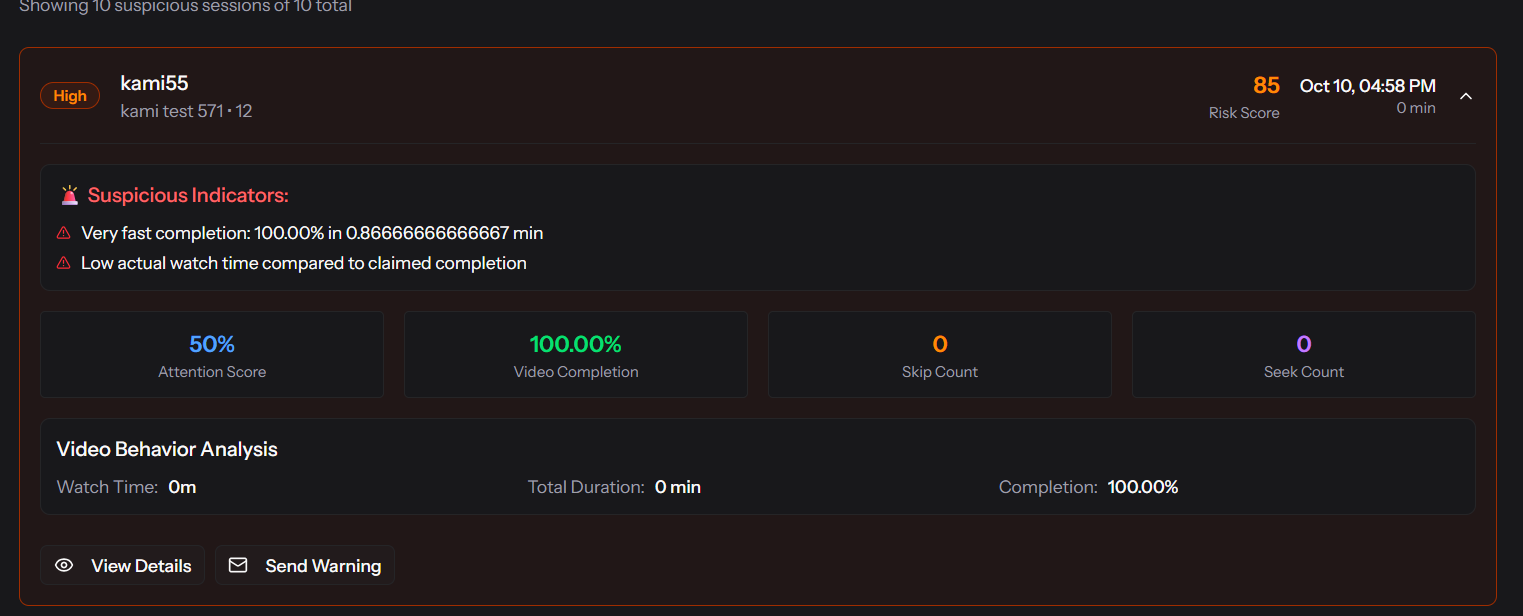 Showing 10 suspicious sessions of 10 total
High
kami55
kami test 571 • 12
85
Risk Score
Oct 10, 04:58 PM
0 min
Suspicious Indicators:
Very fast completion: 100.00% in 0.86666666666667 min
Low actual watch time compared to claimed completion
50%
Attention Score
100.00%
Video Completion
0
Skip Count
0
Seek Count
Video Behavior Analysis
Watch Time: 0m
Total Duration: 0 min
Completion: 100.00%
View Details
Send Warning